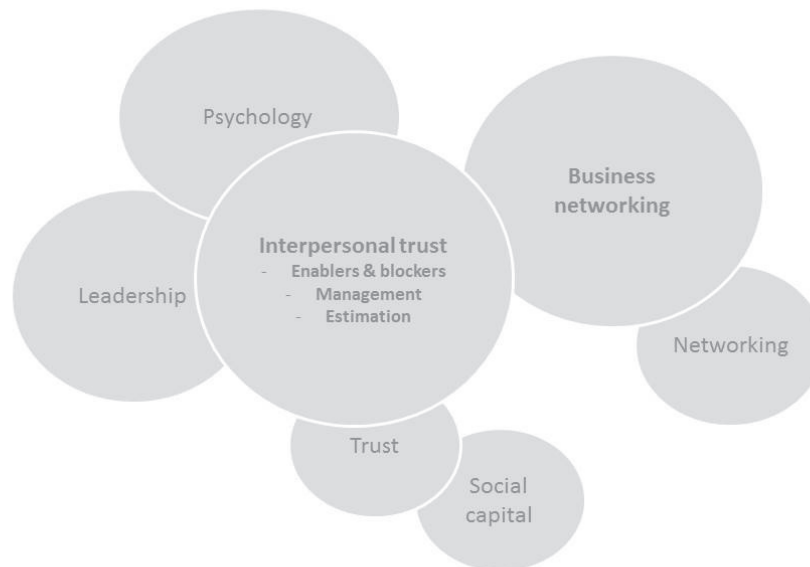 Psychology
Business
networking
Interpersonal trust
- Enablers & blockers
- Management
- Estimation
Leadership
Networking
Trust
Social
capital